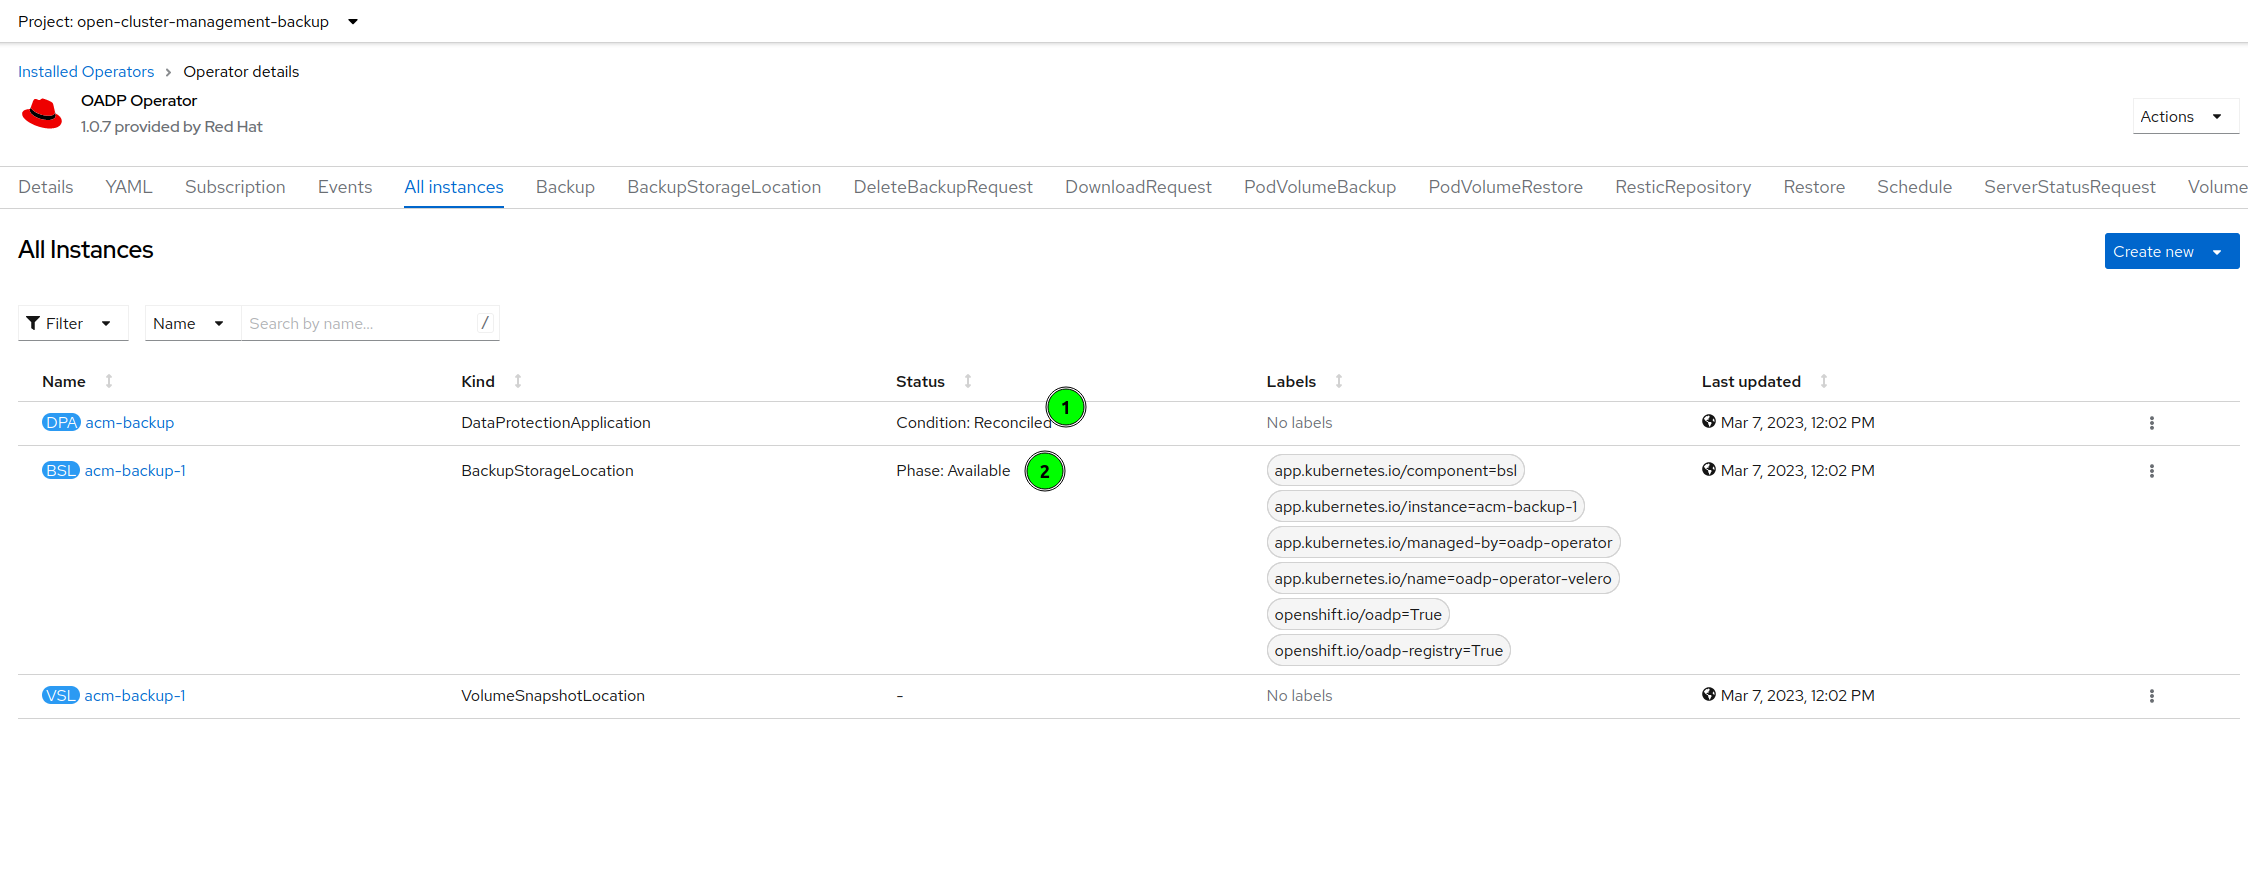 Project: open-cluster-management-backup
Installed Operators > Operator details
OADP Operator
1.0.7 provided by Red Hat
Actions
Details YAML Subscription Events All instances Backup BackupStorageLocation DeleteBackupRequest DownloadRequest PodVolumeBackup PodVolumeRestore ResticRepository Restore Schedule ServerStatusRequest Volume
All Instances
Create new
Filter Name Search by name... /
Name Kind Status Labels Last updated
DPA acm-backup DataProtectionApplication Condition: Reconciled 1 No labels Mar 7, 2023, 12:02 PM
BSL acm-backup-1 BackupStorageLocation Phase: Available 2 app.kubernetes.io/component=bsl Mar 7, 2023, 12:02 PM
app.kubernetes.io/instance=acm-backup-1
app.kubernetes.io/managed-by=oadp-operator
app.kubernetes.io/name=oadp-operator-velero
openshift.io/oadp=True
openshift.io/oadp-registry=True
VSL acm-backup-1 VolumeSnapshotLocation - No labels Mar 7, 2023, 12:02 PM